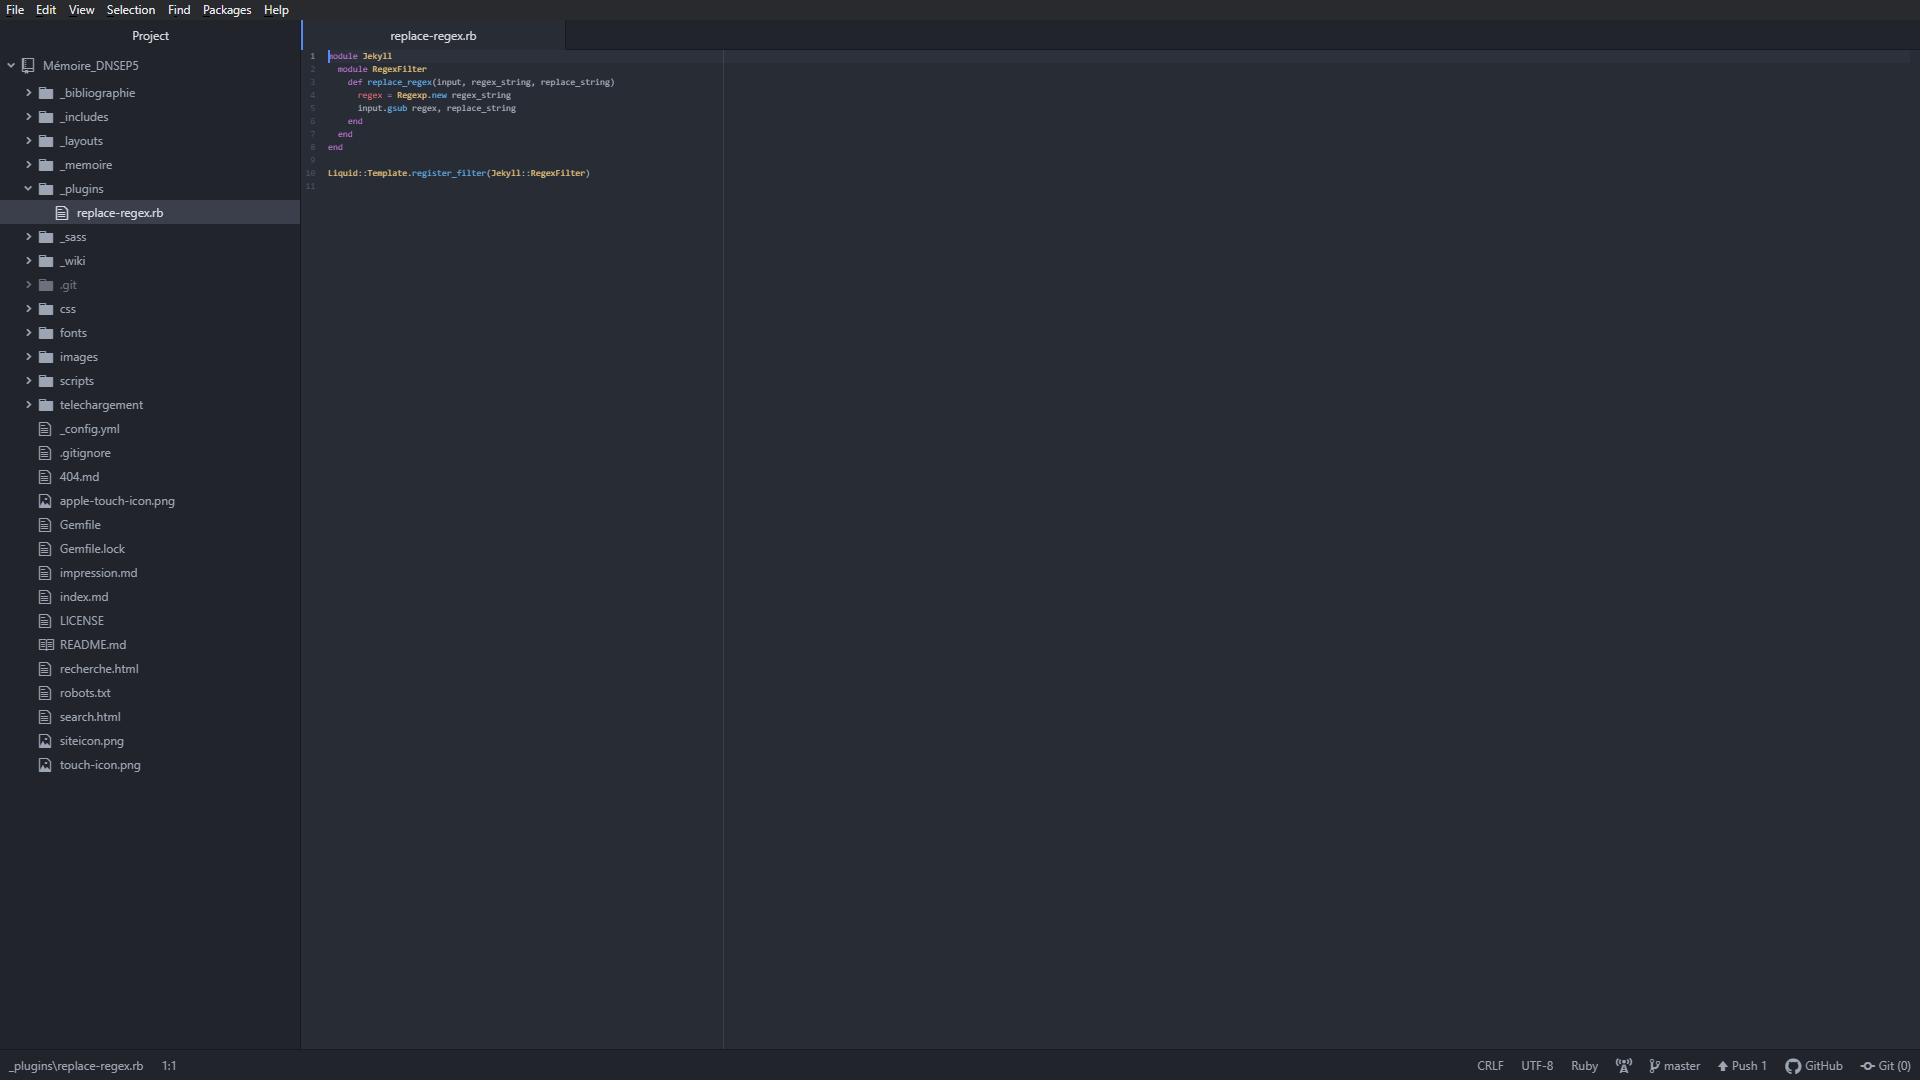 File Edit View Selection Find Packages Help
Project
Mémoire_DNSEP5
_bibliographie
_includes
_layouts
_memoire
_plugins
replace-regex.rb
_sass
_wiki
.git
css
fonts
images
scripts
telechargement
_config.yml
.gitignore
404.md
apple-touch-icon.png
Gemfile
Gemfile.lock
impression.md
index.md
LICENSE
README.md
recherche.html
robots.txt
search.html
siteicon.png
touch-icon.png
replace-regex.rb
1 module Jekyll
2   module RegexFilter
3     def replace_regex(input, regex_string, replace_string)
4       regex = Regexp.new regex_string
5       input.gsub regex, replace_string
6     end
7   end
8 end
9
10 Liquid::Template.register_filter(Jekyll::RegexFilter)
11
_plugins\replace-regex.rb 1:1 CRLF UTF-8 Ruby master Push 1 GitHub Git (0)